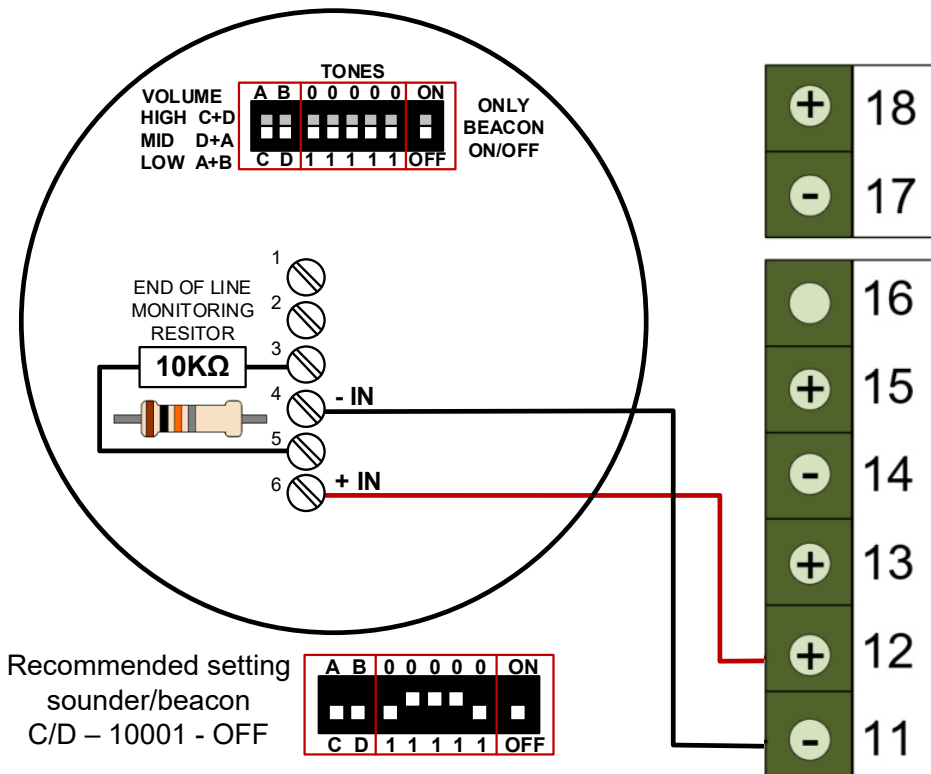 TONES
VOLUME
HIGH C+D
MID D+A
LOW A+B
A B 0 0 0 0 0 ON
C D 1 1 1 1 1 OFF
ONLY
BEACON
ON/OFF
1
2
3
4
5
6
END OF LINE
MONITORING
RESITOR
10KΩ
- IN
+ IN
+ 18
- 17
16
+ 15
- 14
+ 13
+ 12
- 11
Recommended setting
sounder/beacon
C/D – 10001 - OFF
A B 0 0 0 0 0 ON
C D 1 1 1 1 1 OFF